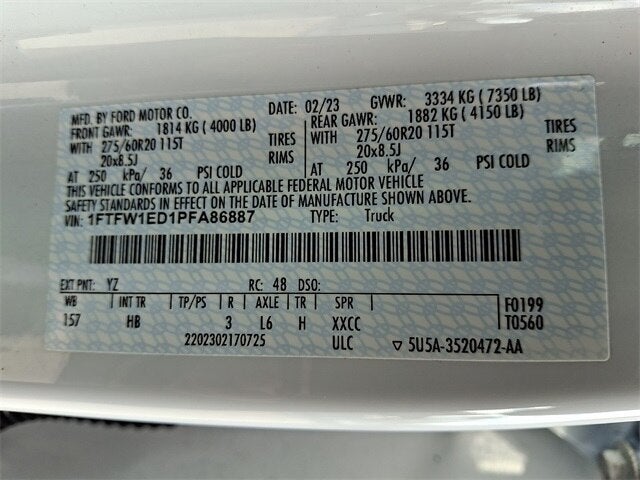 MFD. BY FORD MOTOR CO. DATE: 02/23 GVWR: 3334 KG ( 7350 LB)
FRONT GAWR: 1814 KG ( 4000 LB) REAR GAWR: 1882 KG ( 4150 LB)
WITH 275/60R20 115T TIRES WITH 275/60R20 115T TIRES
20x8.5J RIMS 20x8.5J RIMS
AT 250 kPa/ 36 PSI COLD AT 250 kPa/ 36 PSI COLD
THIS VEHICLE CONFORMS TO ALL APPLICABLE FEDERAL MOTOR VEHICLE
SAFETY STANDARDS IN EFFECT ON THE DATE OF MANUFACTURE SHOWN ABOVE.
VIN: 1FTFW1ED1PFA86887 TYPE: Truck
EXT PNT: YZ RC: 48 DSO:
WB INT TR TP/PS R AXLE TR SPR F0199
157 HB 3 L6 H XXCC T0560
2202302170725 ULC ▽ 5U5A-3520472-AA